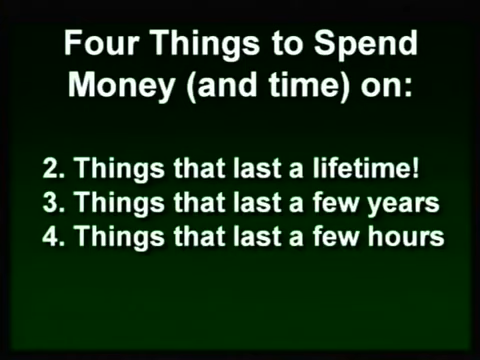 Four Things to Spend
Money (and time) on:
2. Things that last a lifetime!
3. Things that last a few years
4. Things that last a few hours